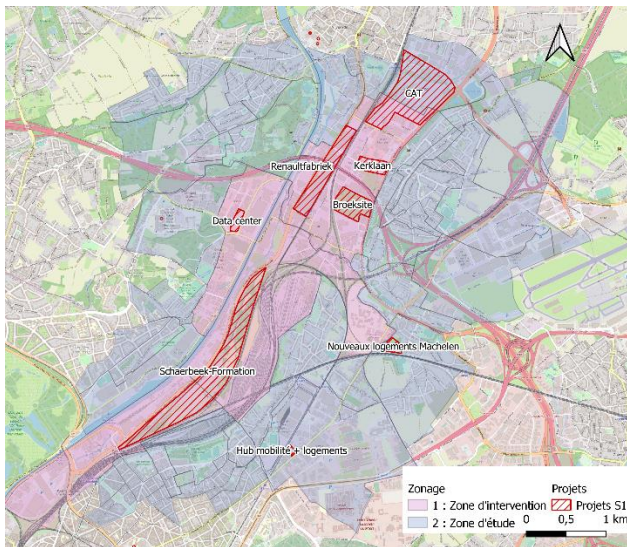 CAT
Renaultfabriek
Kerklaan
Broeksite
Data center
Nouveaux logements Machelen
Schaerbeek-Formation
Hub mobilité + logements
Zonage
1 : Zone d'intervention
2 : Zone d'étude
Projets
Projets S1
0 0,5 1 km